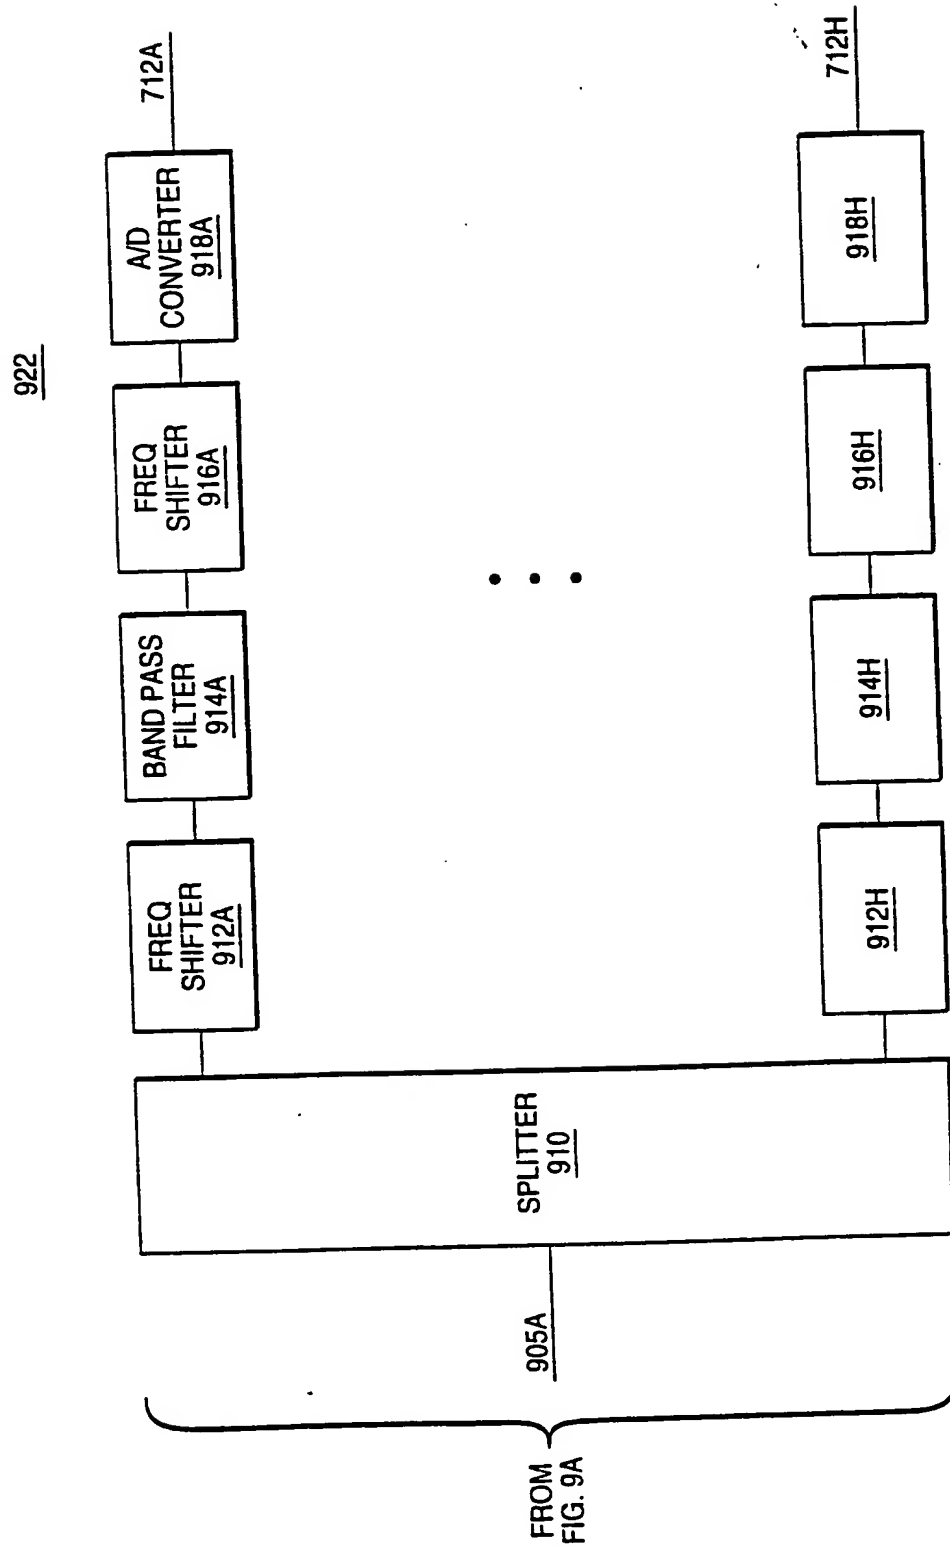 922
FROM
FIG. 9A
905A
SPLITTER
910
FREQ
SHIFTER
912A
BAND PASS
FILTER
914A
FREQ
SHIFTER
916A
A/D
CONVERTER
918A
712A
912H
914H
916H
918H
712H